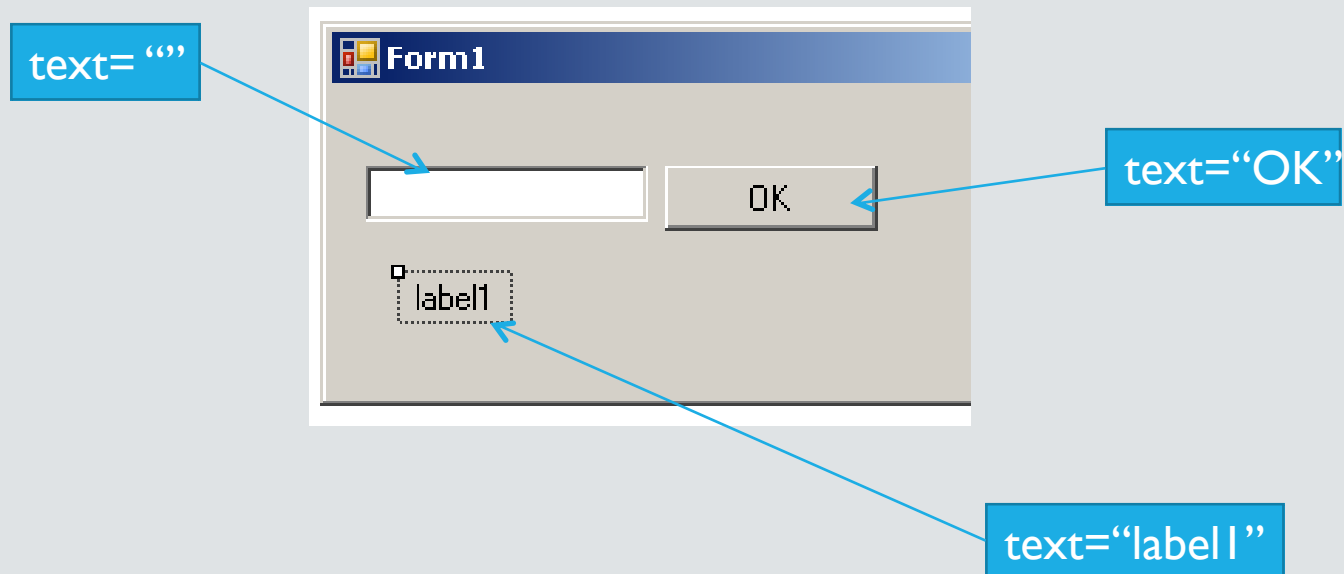 text= “”
Form1
text=“OK”
OK
label1
text=“label1”